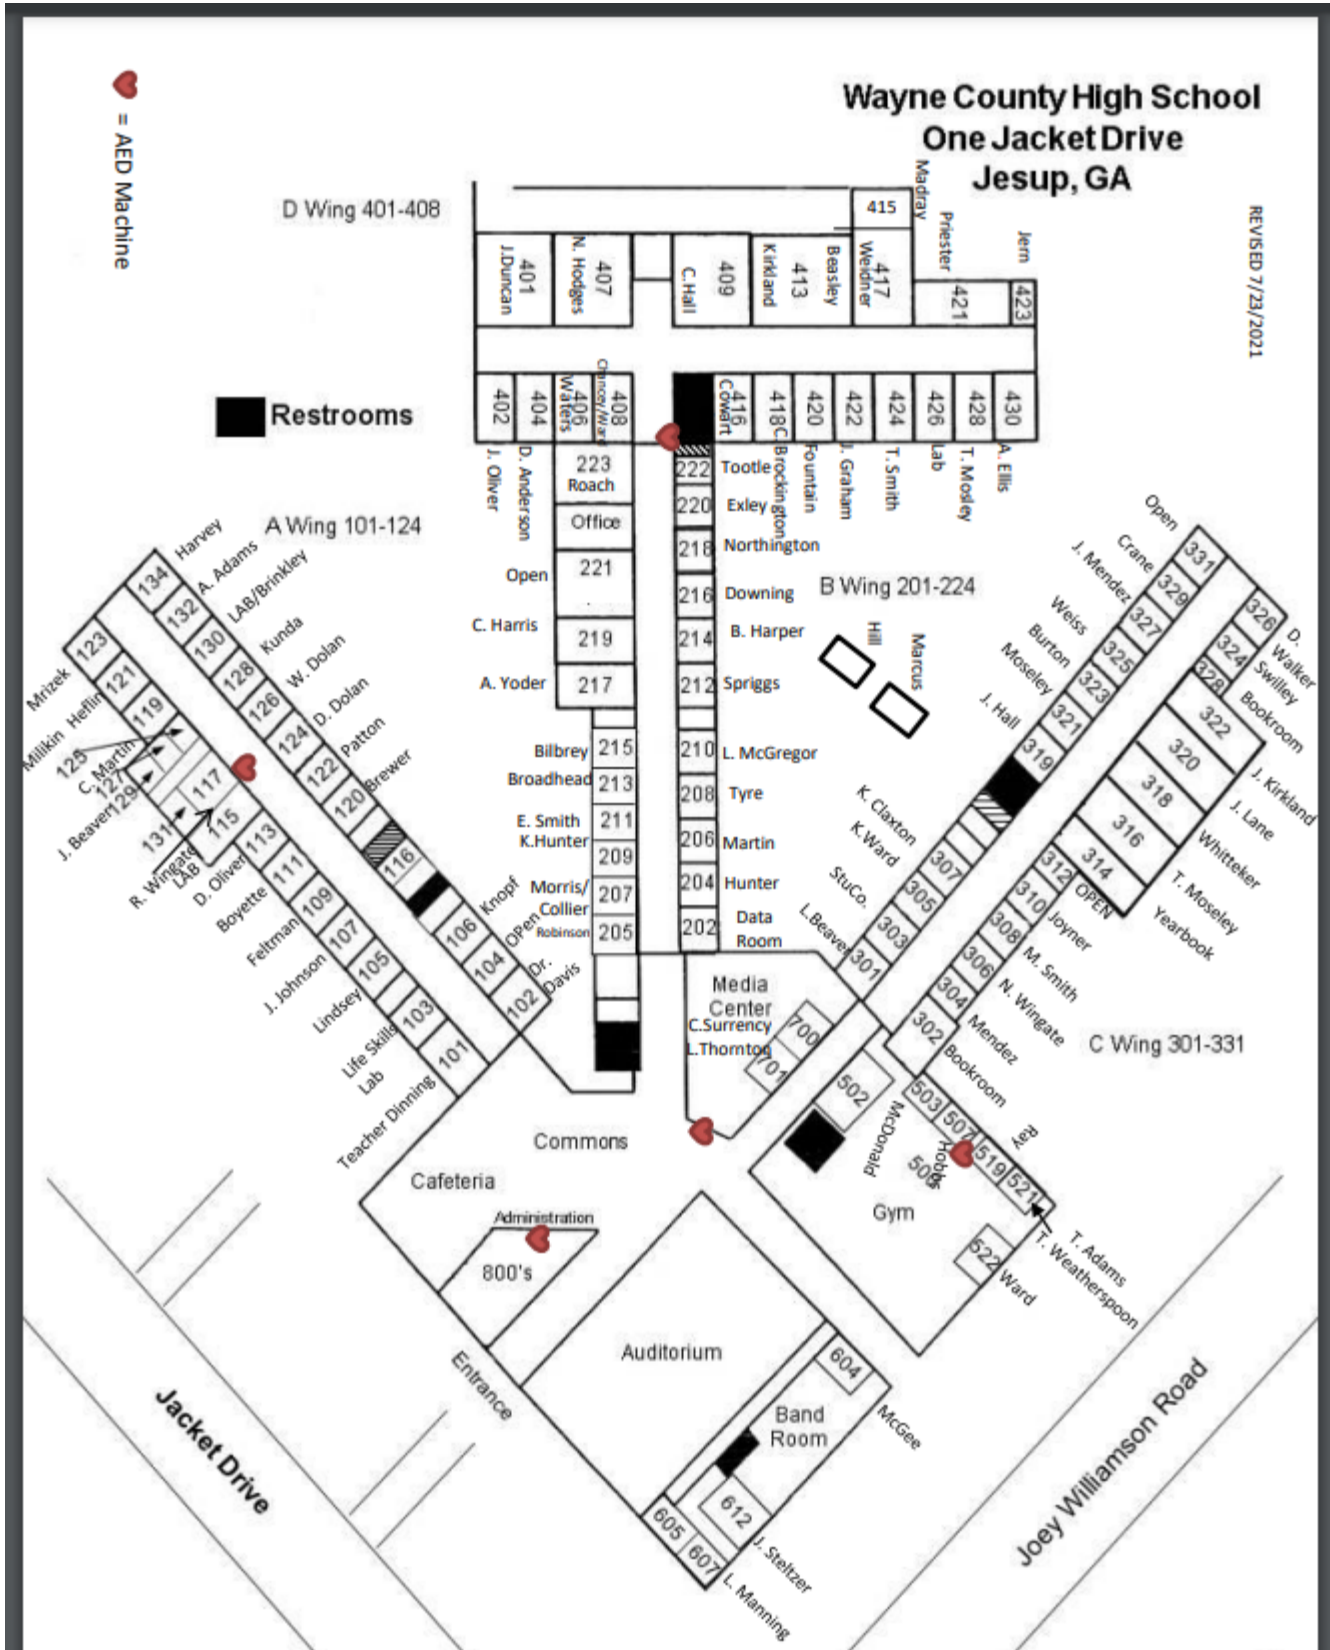 Wayne County High School
One Jacket Drive
Jesup, GA
= AED Machine
REVISED 7/23/2021
D Wing 401-408
Restrooms
A Wing 101-124
B Wing 201-224
C Wing 301-331
415
Madray
Priester
Jern
J.Duncan
401
N. Hodges
407
C.Hall
409
Kirkland
413
Beasley
Weidner
417
421
423
402
404
Waters
406
Chancey/Ward
408
Cowart
416
418
420
422
424
426
428
430
J. Oliver
D. Anderson
C. Brockington
Fountain
J. Graham
T. Smith
Lab
T. Mosley
A. Ellis
223
Roach
Office
Open
221
C. Harris
219
A. Yoder
217
Bilbrey
215
Broadhead
213
E. Smith
211
K.Hunter
209
Morris/
Collier
207
Robinson
205
222
Tootle
220
Exley
218
Northington
216
Downing
214
B. Harper
212
Spriggs
210
L. McGregor
208
Tyre
206
Martin
204
Hunter
202
Data
Room
Hill
Marcus
134
Harvey
132
A. Adams
130
LAB/Brinkley
128
Kunda
126
W. Dolan
124
D. Dolan
122
Patton
120
Brewer
116
106
Knopf
104
OPen
102
Dr.
Davis
123
Mrizek
121
Heflin
119
Milikin
125
C. Martin
127
129
J. Beaver
131
117
R. Wingate
115
LAB
113
D. Oliver
111
Boyette
109
Feltman
107
J. Johnson
105
Lindsey
103
Life Skills
Lab
101
Teacher Dinning
331
Open
329
Crane
327
J. Mendez
325
Weiss
323
Burton
321
Moseley
319
J. Hall
307
K. Claxton
305
K.Ward
303
StuCo.
301
L.Beaver
326
D.
Walker
324
Swilley
328
Bookroom
322
J. Kirkland
320
J. Lane
318
Whitteker
316
T. Moseley
314
Yearbook
312
OPEN
310
Joyner
308
M. Smith
306
N. Wingate
304
Mendez
302
Bookroom
Media
Center
C.Surrency
L.Thornton
700
701
502
McDonald
503
507
Hobbs
500
519
Ray
521
T. Adams
T. Weatherspoon
522
Ward
Gym
Commons
Cafeteria
Administration
800's
Entrance
Auditorium
604
McGee
Band
Room
612
J. Steltzer
605
607
L. Manning
Jacket Drive
Joey Williamson Road